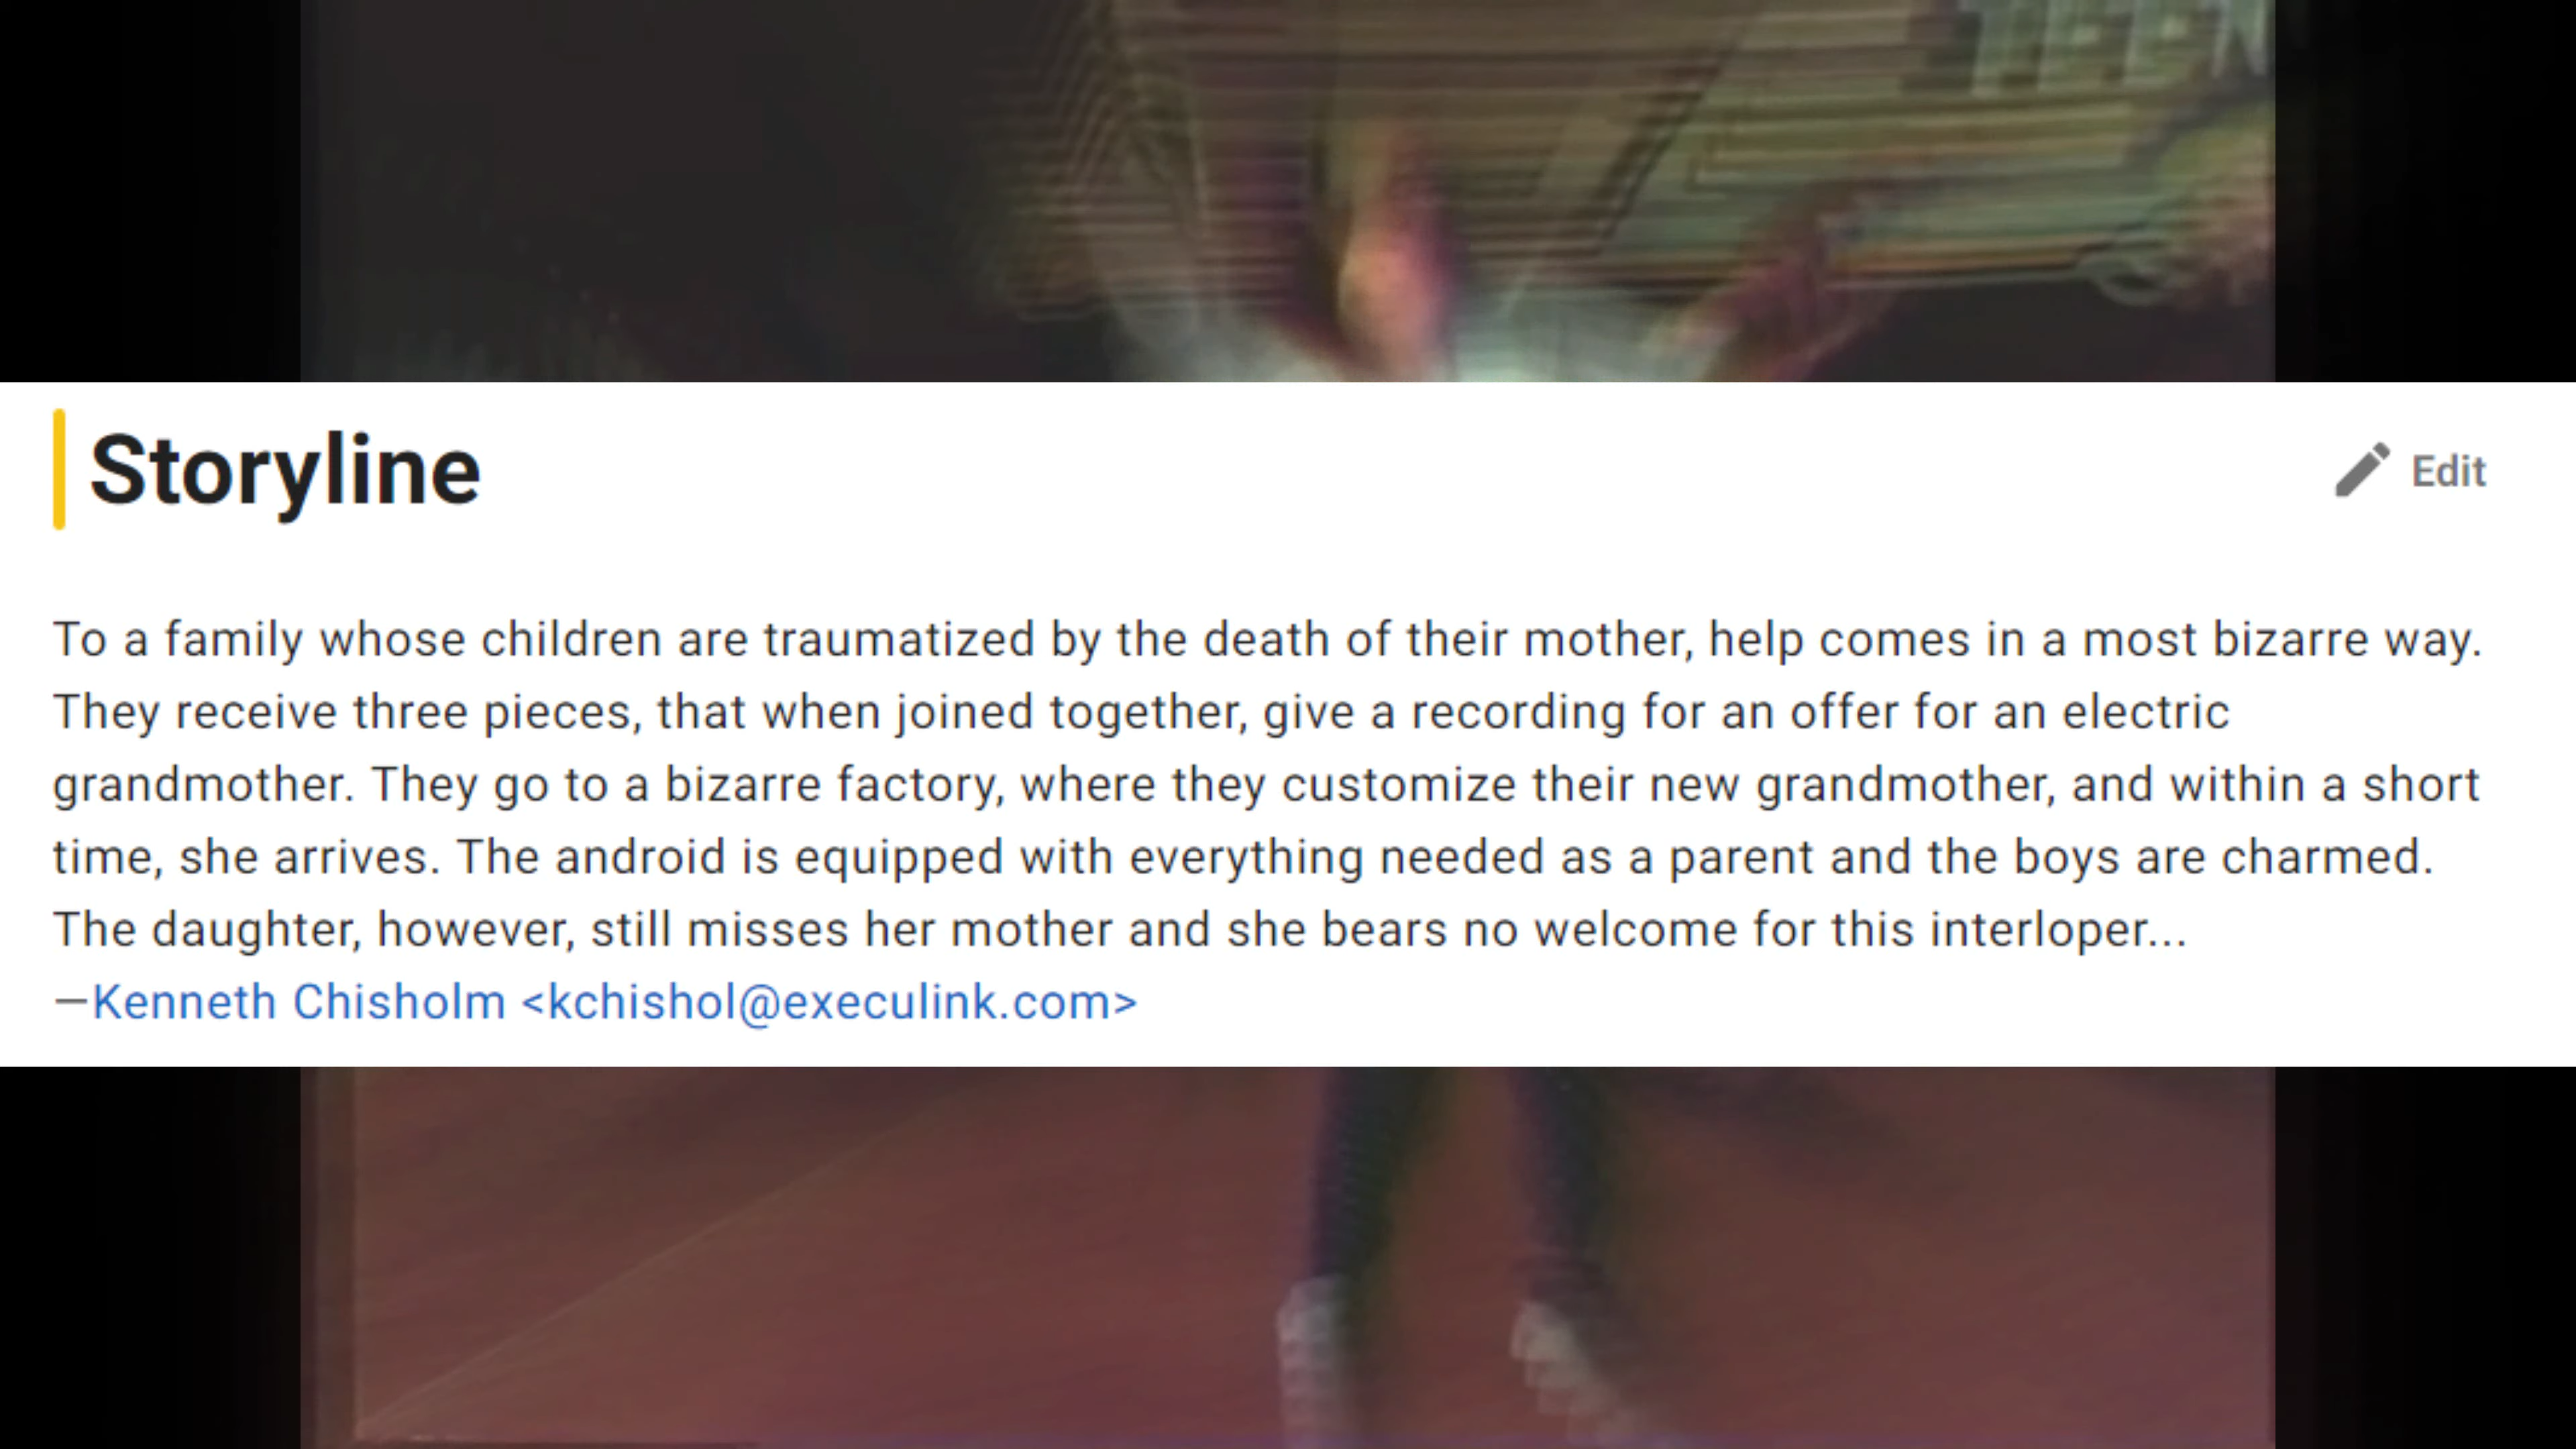 Storyline
Edit
To a family whose children are traumatized by the death of their mother, help comes in a most bizarre way.
They receive three pieces, that when joined together, give a recording for an offer for an electric
grandmother. They go to a bizarre factory, where they customize their new grandmother, and within a short
time, she arrives. The android is equipped with everything needed as a parent and the boys are charmed.
The daughter, however, still misses her mother and she bears no welcome for this interloper...
—Kenneth Chisholm <kchishol@execulink.com>